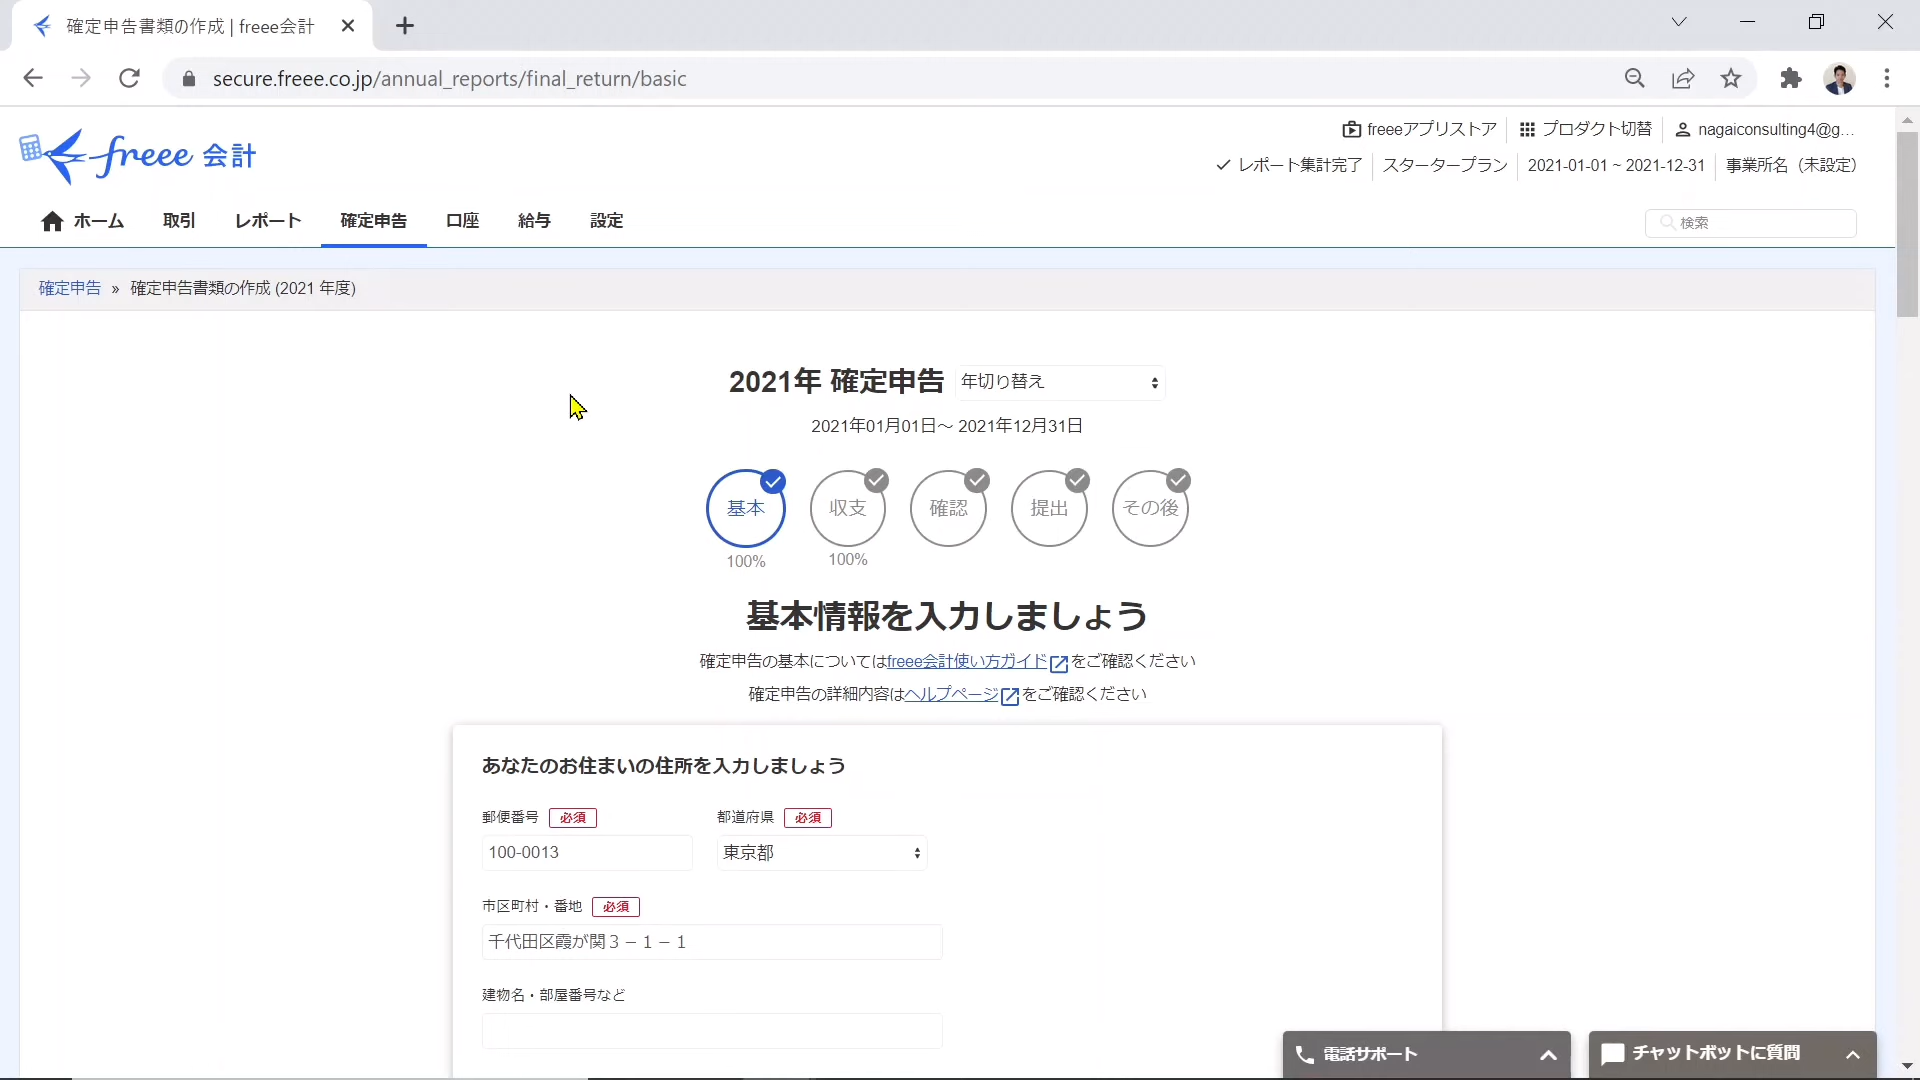 確定申告書類の作成 | freee会計
secure.freee.co.jp/annual_reports/final_return/basic
freee 会計
freeeアプリストア
プロダクト切替
nagaiconsulting4@g...
レポート集計完了
スタータープラン
2021-01-01 ~ 2021-12-31
事業所名（未設定）
ホーム
取引
レポート
確定申告
口座
給与
設定
検索
確定申告 » 確定申告書類の作成 (2021 年度)
2021年 確定申告
年切り替え
2021年01月01日～ 2021年12月31日
基本
収支
確認
提出
その後
100%
100%
基本情報を入力しましょう
確定申告の基本についてはfreee会計使い方ガイドをご確認ください
確定申告の詳細内容はヘルプページをご確認ください
あなたのお住まいの住所を入力しましょう
郵便番号 必須
都道府県 必須
100-0013
東京都
市区町村・番地 必須
千代田区霞が関３－１－１
建物名・部屋番号など
電話サポート
チャットボットに質問